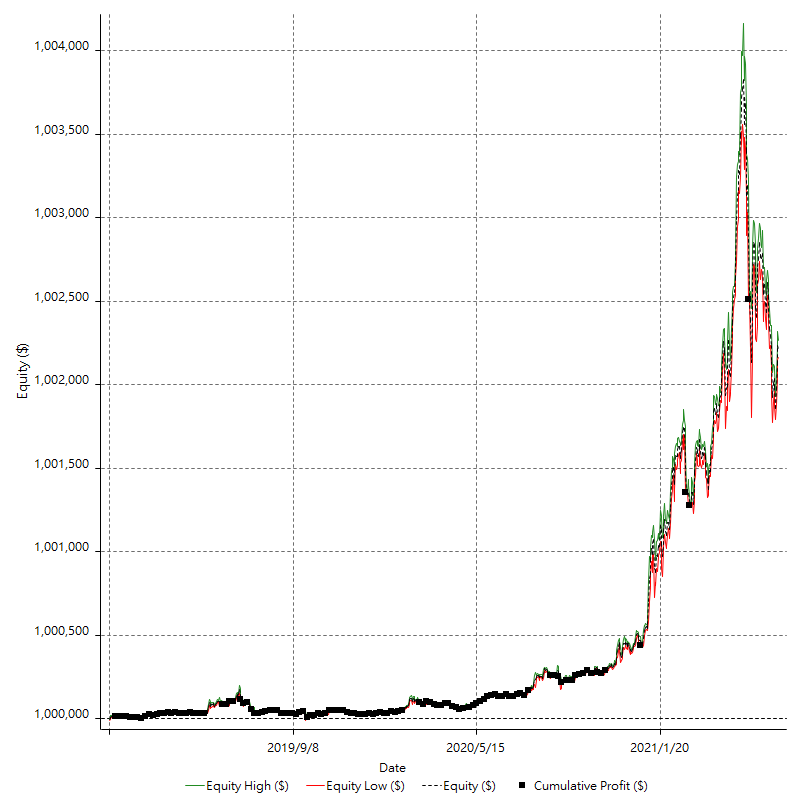 1,004,000
1,003,500
1,003,000
1,002,500
1,002,000
1,001,500
1,001,000
1,000,500
1,000,000
Equity ($)
2019/9/8 2020/5/15 2021/1/20
Date
Equity High ($) Equity Low ($) Equity ($) Cumulative Profit ($)